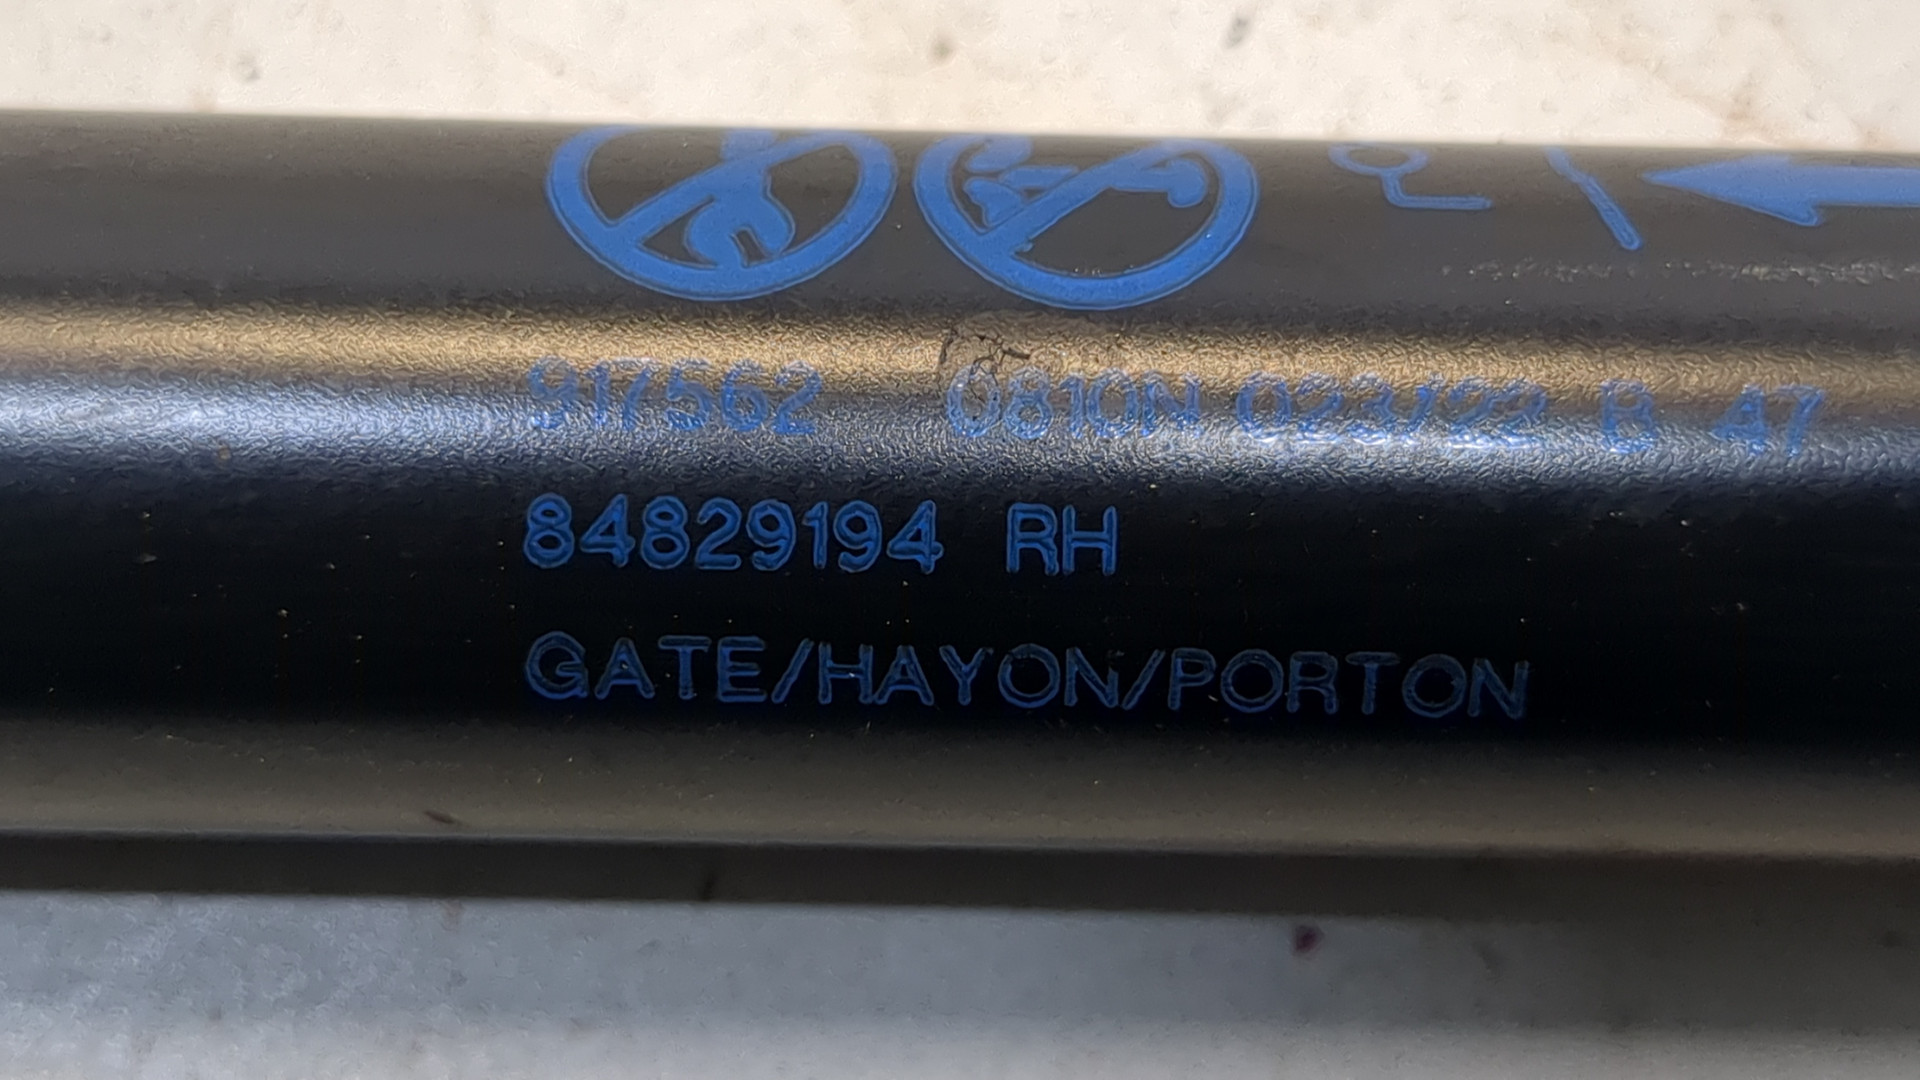 917562 0810N 023/22 B 47
84829194 RH
GATE/HAYON/PORTON